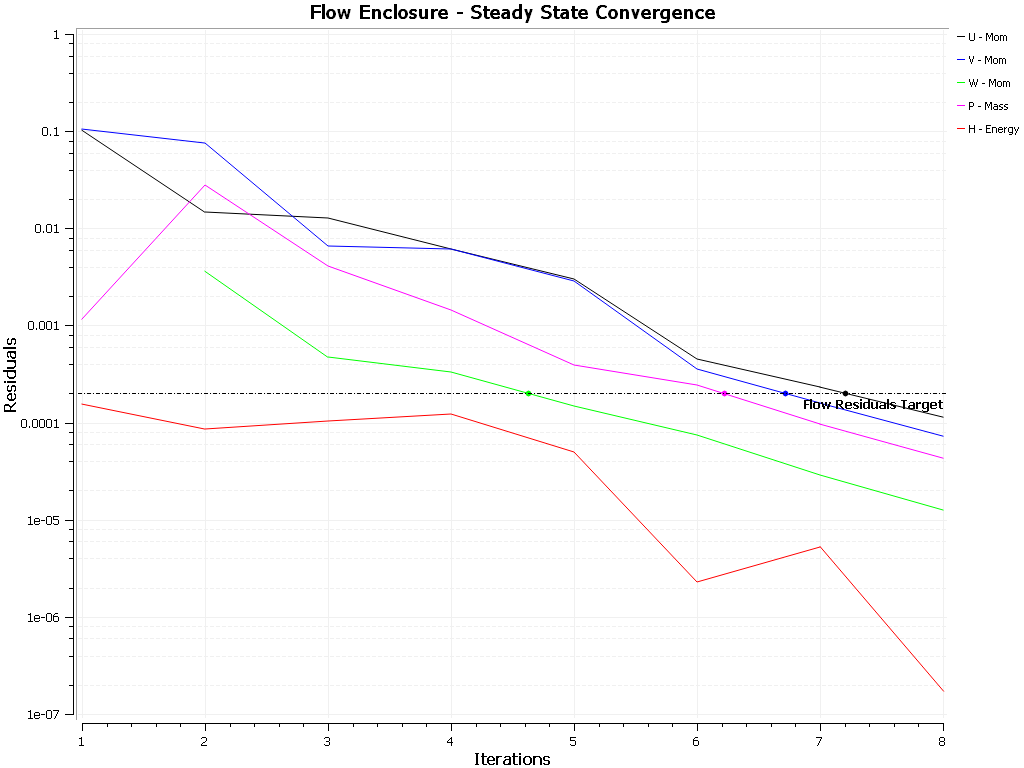 Flow Enclosure - Steady State Convergence
U - Mom
V - Mom
W - Mom
P - Mass
H - Energy
Residuals
1
0.1
0.01
0.001
0.0001
1e-05
1e-06
1e-07
Flow Residuals Target
1 2 3 4 5 6 7 8
Iterations